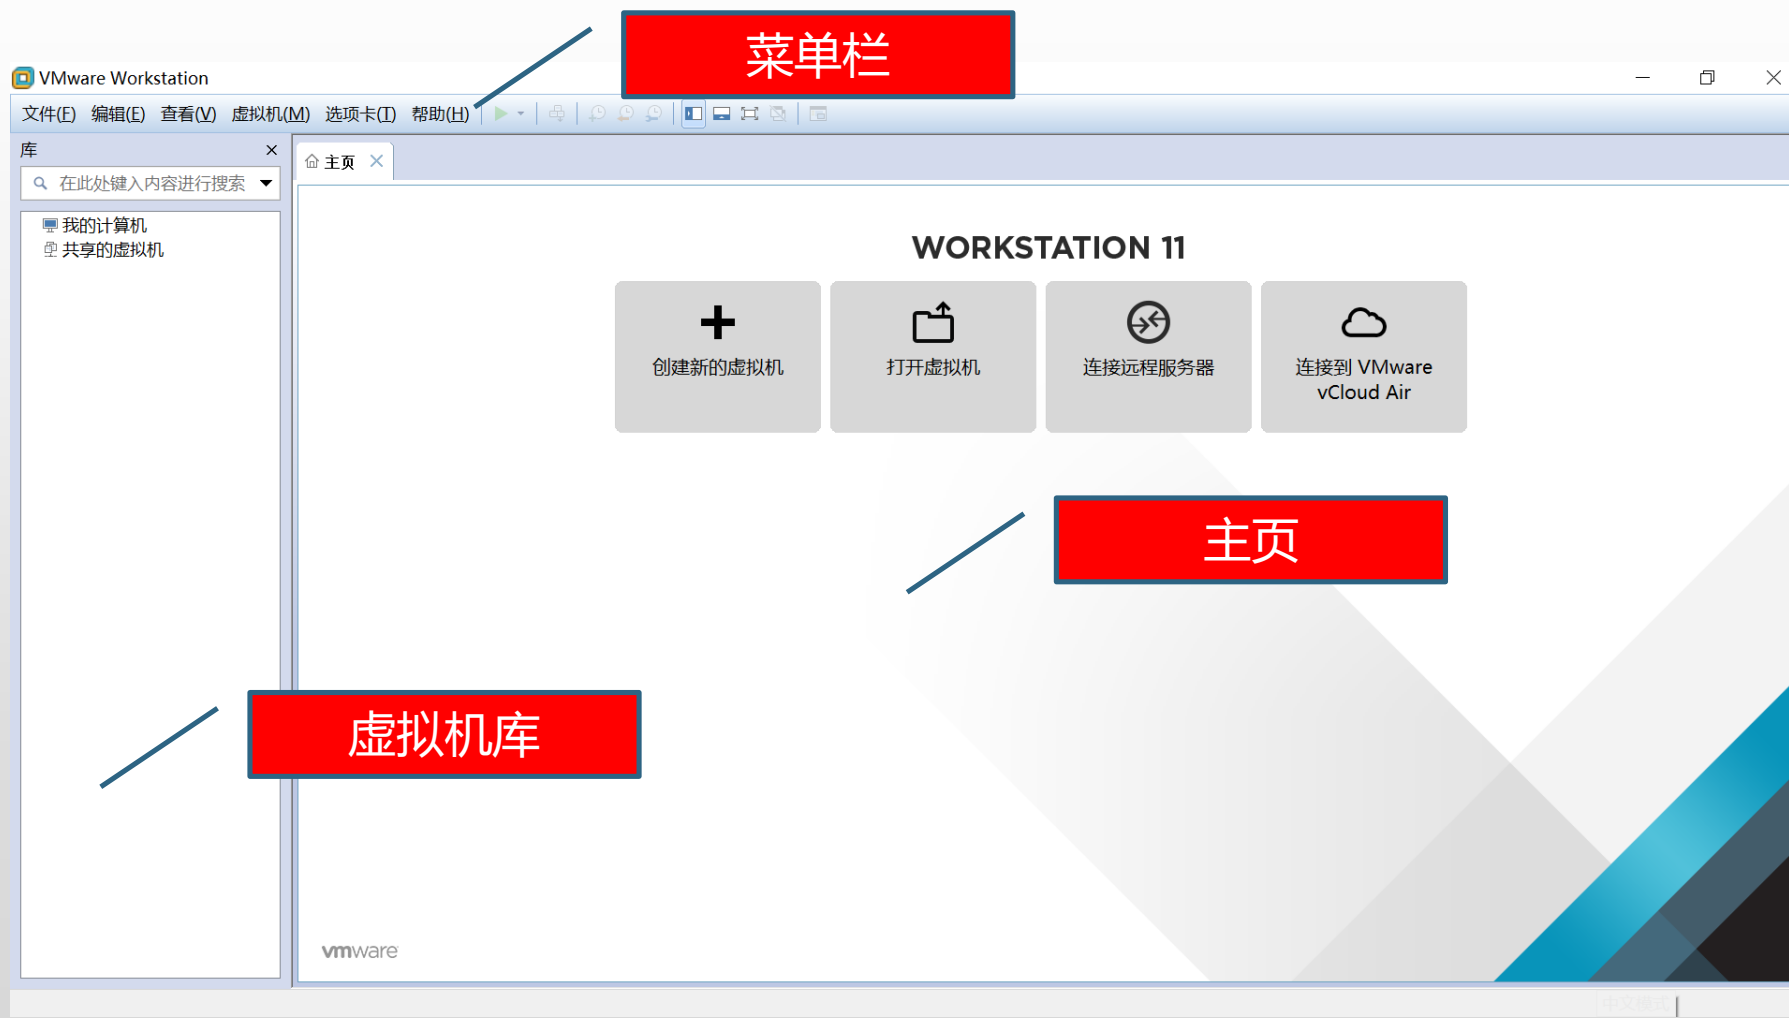 菜单栏
VMware Workstation
文件(F) 编辑(E) 查看(V) 虚拟机(M) 选项卡(T) 帮助(H)
库
主页
在此处键入内容进行搜索
我的计算机
共享的虚拟机
WORKSTATION 11
创建新的虚拟机
打开虚拟机
连接远程服务器
连接到 VMware
vCloud Air
主页
虚拟机库
vmware